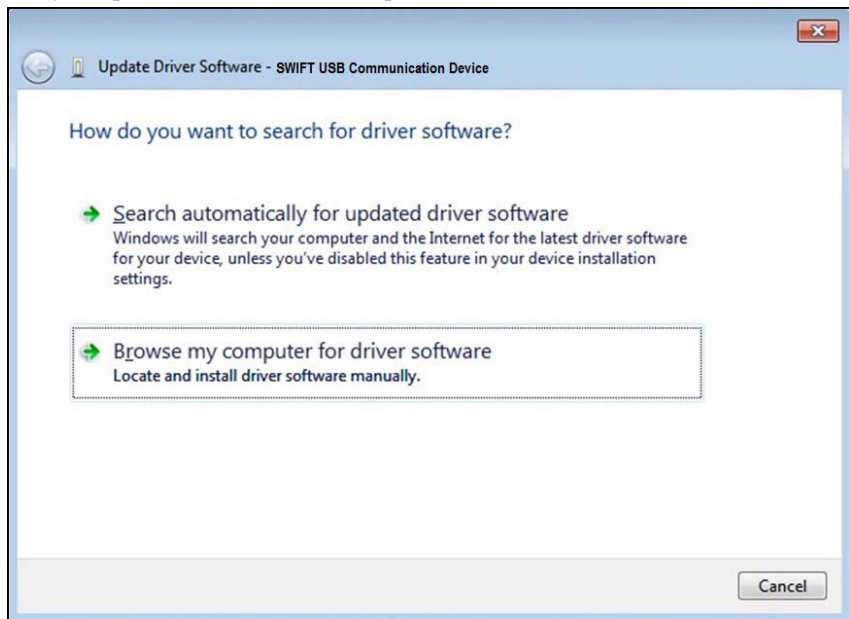 Update Driver Software - SWIFT USB Communication Device
How do you want to search for driver software?
Search automatically for updated driver software
Windows will search your computer and the Internet for the latest driver software
for your device, unless you've disabled this feature in your device installation
settings.
Browse my computer for driver software
Locate and install driver software manually.
Cancel